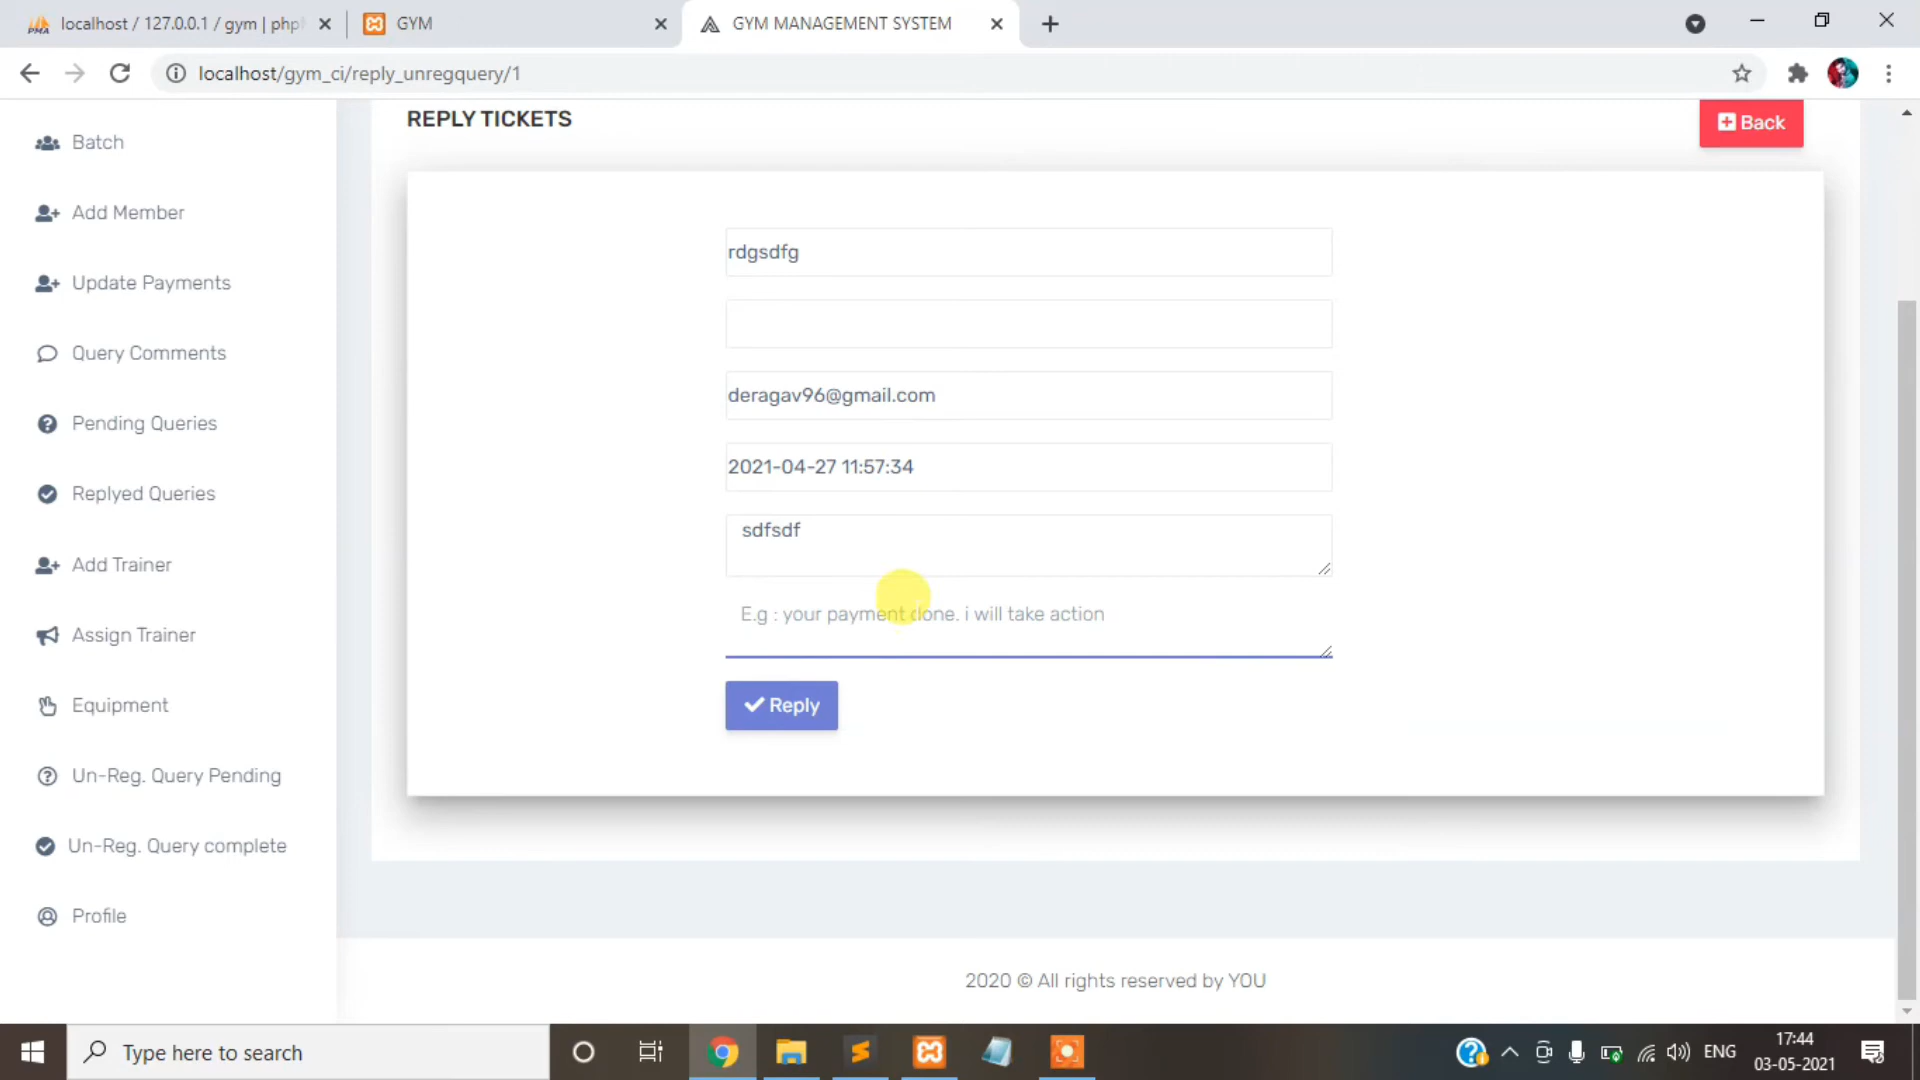 localhost / 127.0.0.1 / gym | php
GYM
GYM MANAGEMENT SYSTEM
localhost/gym_ci/reply_unregquery/1
REPLY TICKETS
Back
Batch
Add Member
Update Payments
Query Comments
Pending Queries
Replyed Queries
Add Trainer
Assign Trainer
Equipment
Un-Reg. Query Pending
Un-Reg. Query complete
Profile
rdgsdfg
deragav96@gmail.com
2021-04-27 11:57:34
sdfsdf
E.g : your payment done. i will take action
Reply
2020 © All rights reserved by YOU
Type here to search
ENG
17:44
03-05-2021